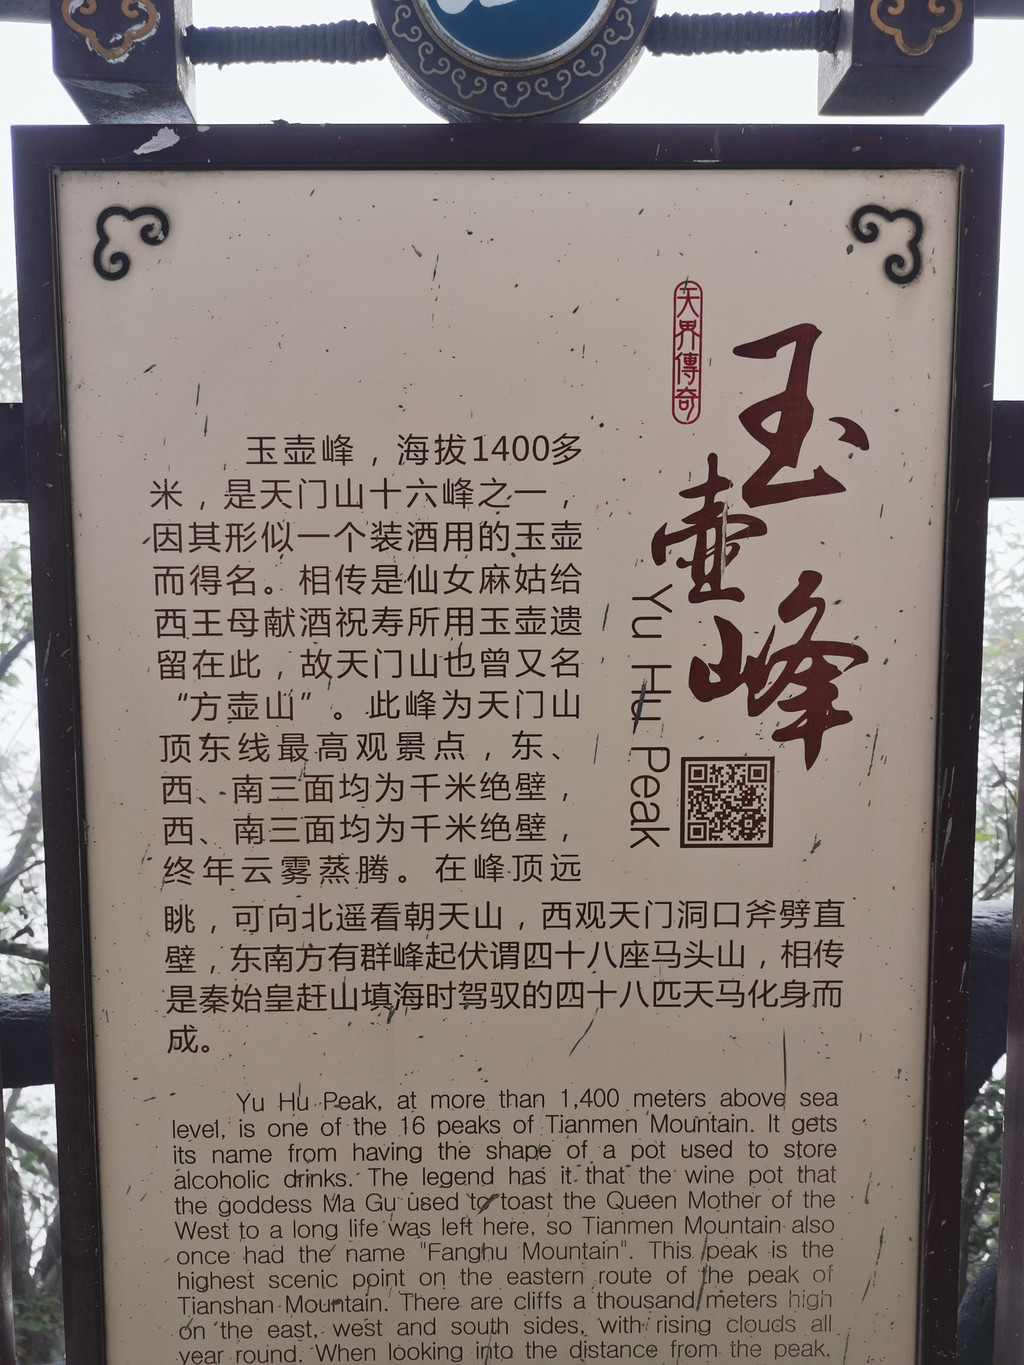 天界傳奇
玉壶峰
Yu Hu Peak
玉壶峰，海拔1400多
米，是天门山十六峰之一，
因其形似一个装酒用的玉壶
而得名。相传是仙女麻姑给
西王母献酒祝寿所用玉壶遗
留在此，故天门山也曾又名
“方壶山”。此峰为天门山
顶东线最高观景点，东、
西、南三面均为千米绝壁，
西、南三面均为千米绝壁，
终年云雾蒸腾。在峰顶远
眺，可向北遥看朝天山，西观天门洞口斧劈直
壁，东南方有群峰起伏谓四十八座马头山，相传
是秦始皇赶山填海时驾驭的四十八匹天马化身而
成。
Yu Hu Peak, at more than 1,400 meters above sea
level, is one of the 16 peaks of Tianmen Mountain. It gets
its name from having the shape of a pot used to store
alcoholic drinks. The legend has it that the wine pot that
the goddess Ma Gu used to toast the Queen Mother of the
West to a long life was left here, so Tianmen Mountain also
once had the name "Fanghu Mountain". This peak is the
highest scenic point on the eastern route of the peak of
Tianshan Mountain. There are cliffs a thousand meters high
on the east, west and south sides, with rising clouds all
year round. When looking into the distance from the peak,